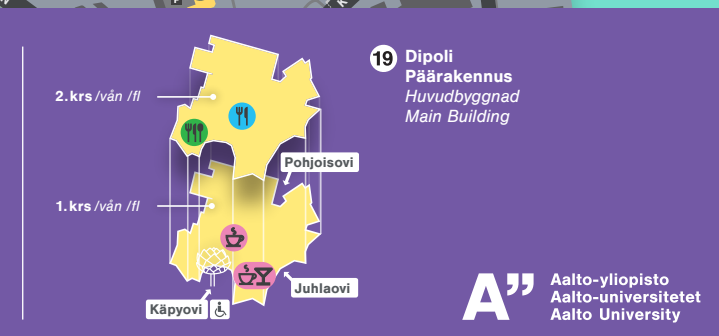 19 Dipoli
Päärakennus
Huvudbyggnad
Main Building
2.krs /vån /fl
Pohjoisovi
1.krs /vån /fl
Juhlaovi
Käpyovi
A”
Aalto-yliopisto
Aalto-universitetet
Aalto University